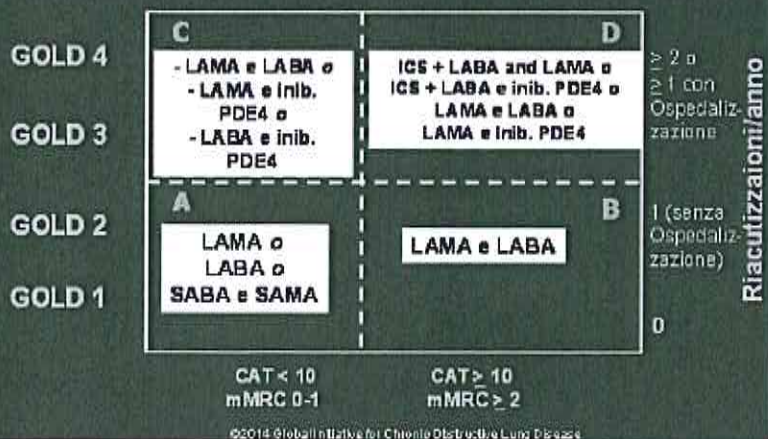 GOLD 4
GOLD 3
GOLD 2
GOLD 1
C
- LAMA e LABA o
- LAMA e inib.
PDE4 o
- LABA e inib.
PDE4
D
ICS + LABA and LAMA o
ICS + LABA e inib. PDE4 o
LAMA e LABA o
LAMA e Inib. PDE4
A
LAMA o
LABA o
SABA e SAMA
B
LAMA e LABA
≥ 2 o
≥ 1 con
Ospedaliz-
zazione
1 (senza
Ospedaliz-
zazione)
0
Riacutizzaioni/anno
CAT < 10
mMRC 0-1
CAT ≥ 10
mMRC ≥ 2
©2014 Global Initiative for Chronic Obstructive Lung Disease